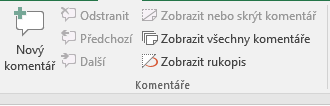 Nový
komentář
Odstranit
Předchozí
Další
Zobrazit nebo skrýt komentář
Zobrazit všechny komentáře
Zobrazit rukopis
Komentáře